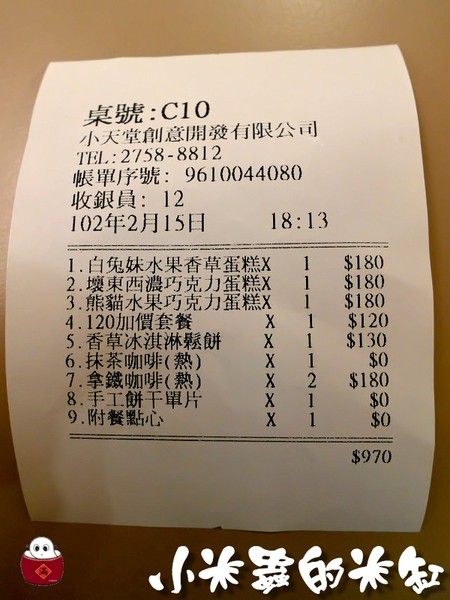 桌號:C10
小天堂創意開發有限公司
TEL:2758-8812
帳單序號: 9610044080
收銀員: 12
102年2月15日 18:13
1.白兔妹水果香草蛋糕X 1 $180
2.壞東西濃巧克力蛋糕X 1 $180
3.熊貓水果巧克力蛋糕X 1 $180
4.120加價套餐 X 1 $120
5.香草冰淇淋鬆餅 X 1 $130
6.抹茶咖啡(熱) X 1 $0
7.拿鐵咖啡(熱) X 2 $180
8.手工餅干單片 X 1 $0
9.附餐點心 X 1 $0
$970
小米蟲的米缸